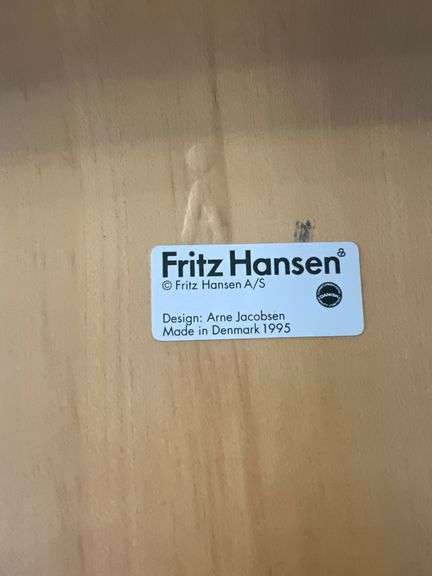 Fritz Hansen
© Fritz Hansen A/S
Design: Arne Jacobsen
Made in Denmark 1995